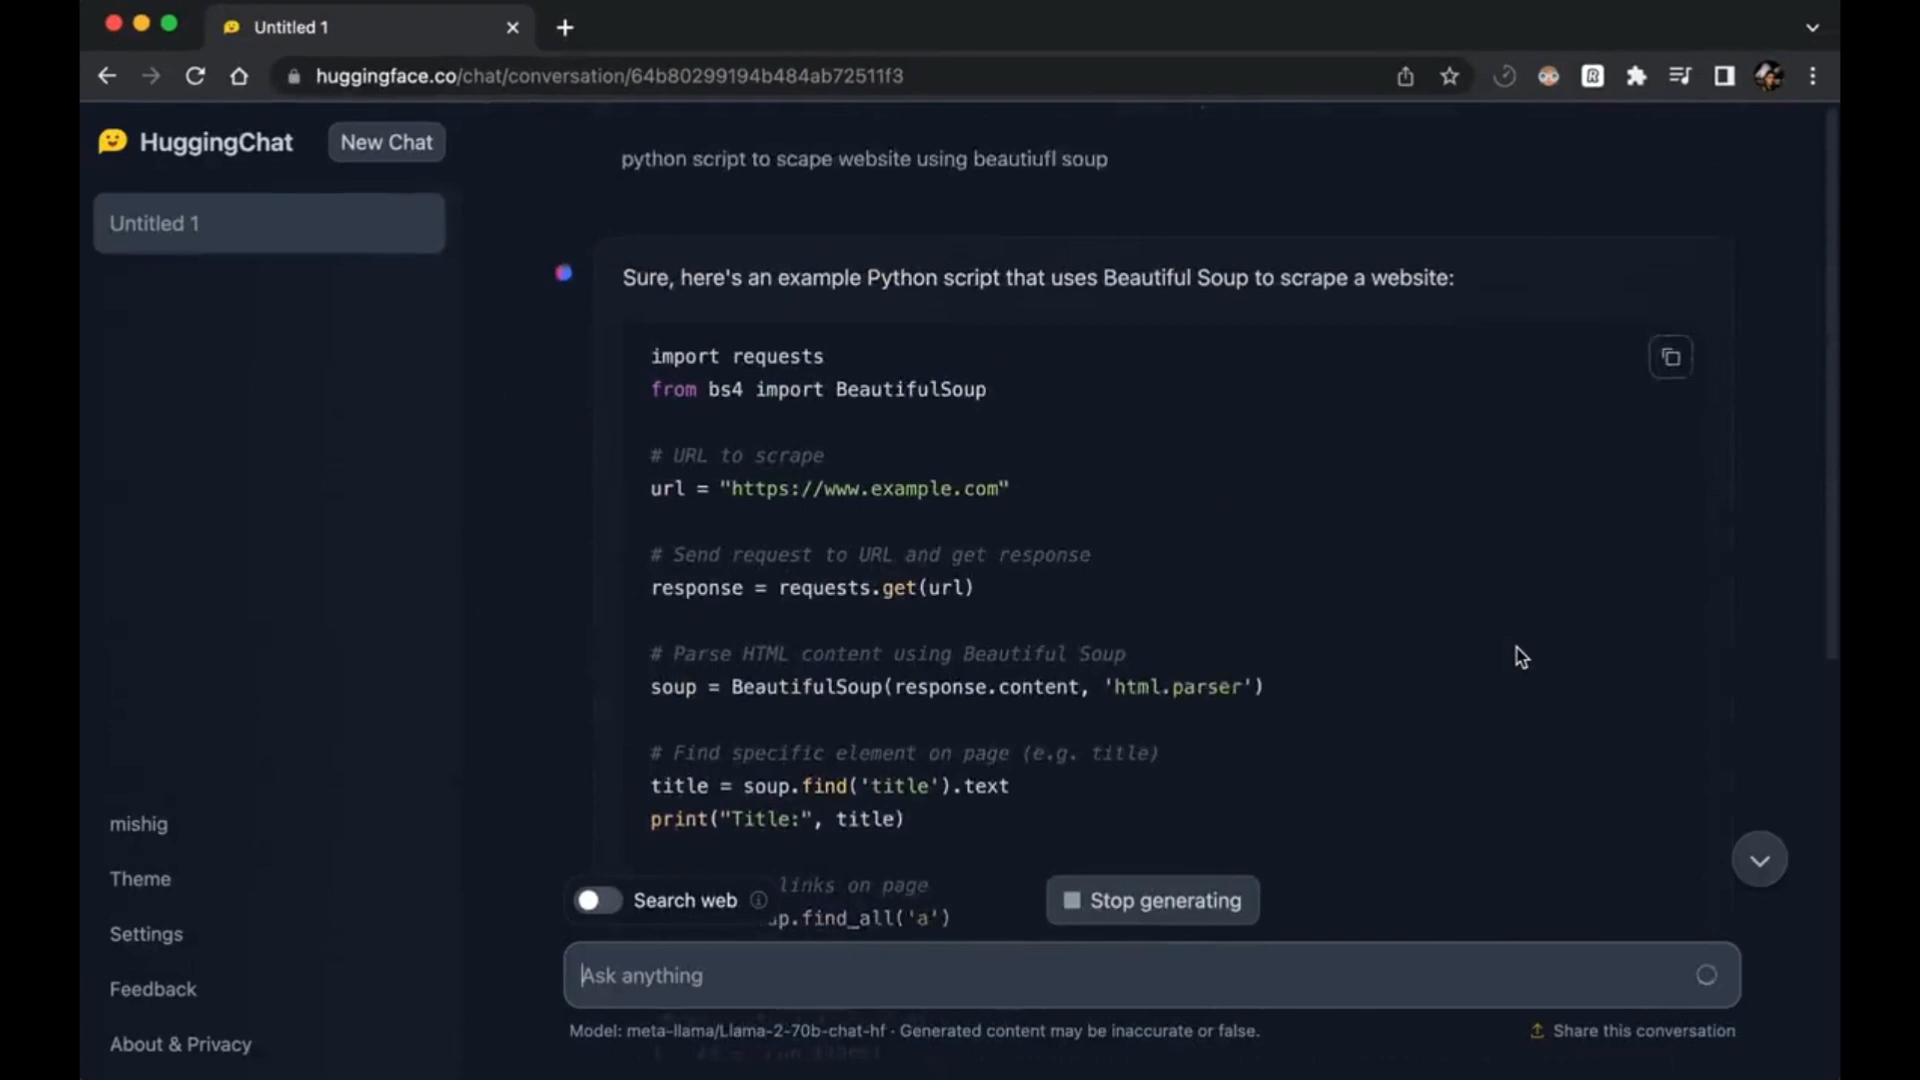 Untitled 1
huggingface.co/chat/conversation/64b80299194b484ab72511f3
HuggingChat
New Chat
Untitled 1
mishig
Theme
Settings
Feedback
About & Privacy
python script to scape website using beautiufl soup
Sure, here's an example Python script that uses Beautiful Soup to scrape a website:
import requests
from bs4 import BeautifulSoup
# URL to scrape
url = "https://www.example.com"
# Send request to URL and get response
response = requests.get(url)
# Parse HTML content using Beautiful Soup
soup = BeautifulSoup(response.content, 'html.parser')
# Find specific element on page (e.g. title)
title = soup.find('title').text
print("Title:", title)
links on page
up.find_all('a')
Search web
Stop generating
Ask anything
Model: meta-llama/Llama-2-70b-chat-hf · Generated content may be inaccurate or false.
Share this conversation